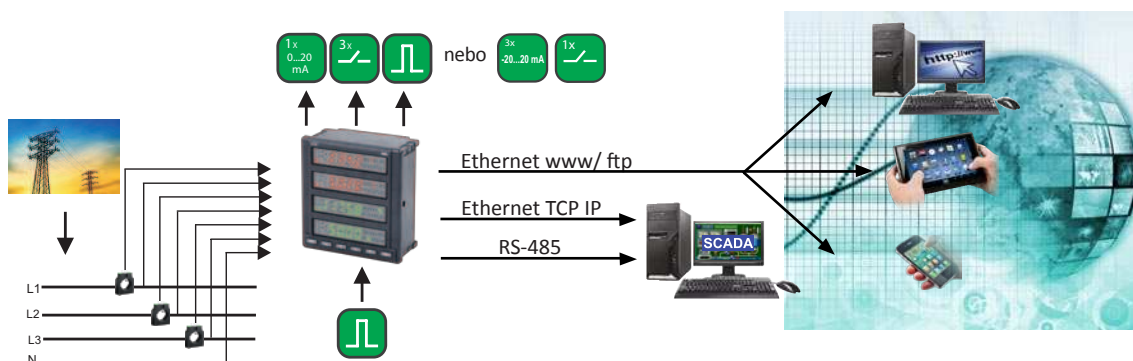 1x
0...20
mA
3x
nebo
3x
-20...20 mA
1x
http://www
Ethernet www/ ftp
Ethernet TCP IP
RS-485
SCADA
L1
L2
L3
N